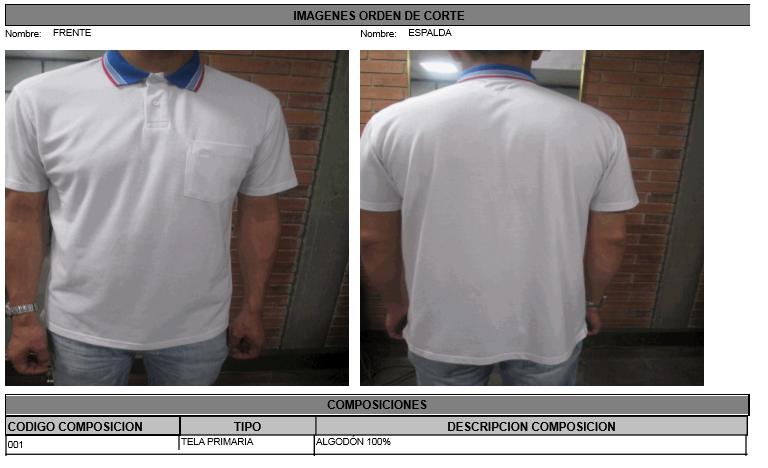 IMAGENES ORDEN DE CORTE
Nombre: FRENTE Nombre: ESPALDA
COMPOSICIONES
CODIGO COMPOSICION TIPO DESCRIPCION COMPOSICION
001 TELA PRIMARIA ALGODÓN 100%